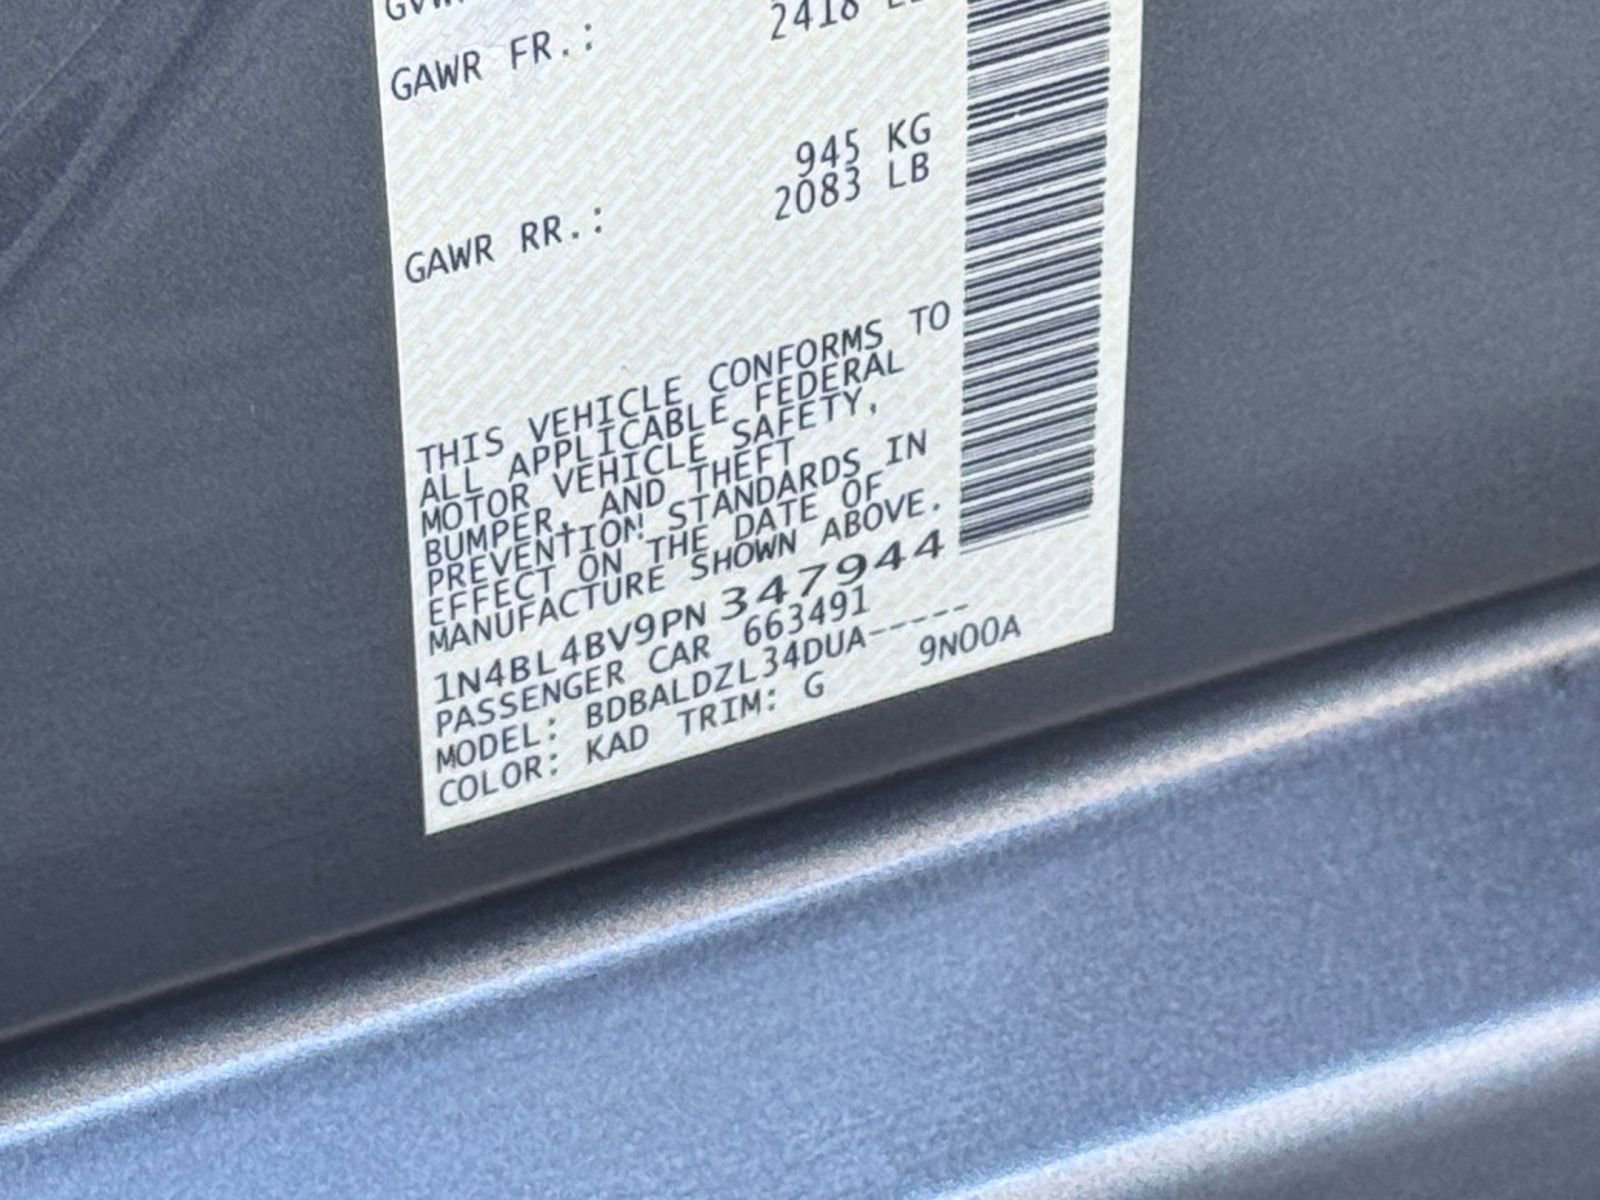 GAWR FR.: 2418
945 KG
GAWR RR.: 2083 LB
THIS VEHICLE CONFORMS TO
ALL APPLICABLE FEDERAL
MOTOR VEHICLE SAFETY,
BUMPER, AND THEFT
PREVENTION STANDARDS IN
EFFECT ON THE DATE OF
MANUFACTURE SHOWN ABOVE.
1N4BL4BV9PN347944
PASSENGER CAR 663491
MODEL: BDBALDZL34DUA-----
COLOR: KAD TRIM: G 9N00A